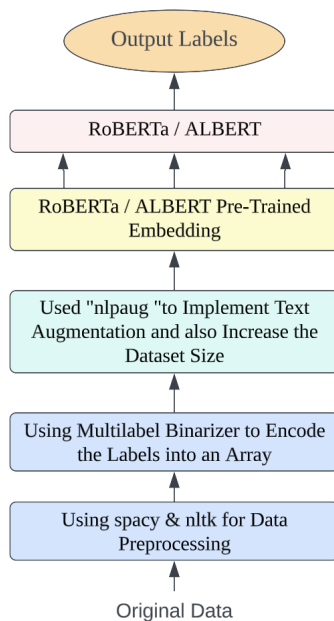 Output Labels
RoBERTa / ALBERT
RoBERTa / ALBERT Pre-Trained
Embedding
Used "nlpaug "to Implement Text
Augmentation and also Increase the
Dataset Size
Using Multilabel Binarizer to Encode
the Labels into an Array
Using spacy & nltk for Data
Preprocessing
Original Data